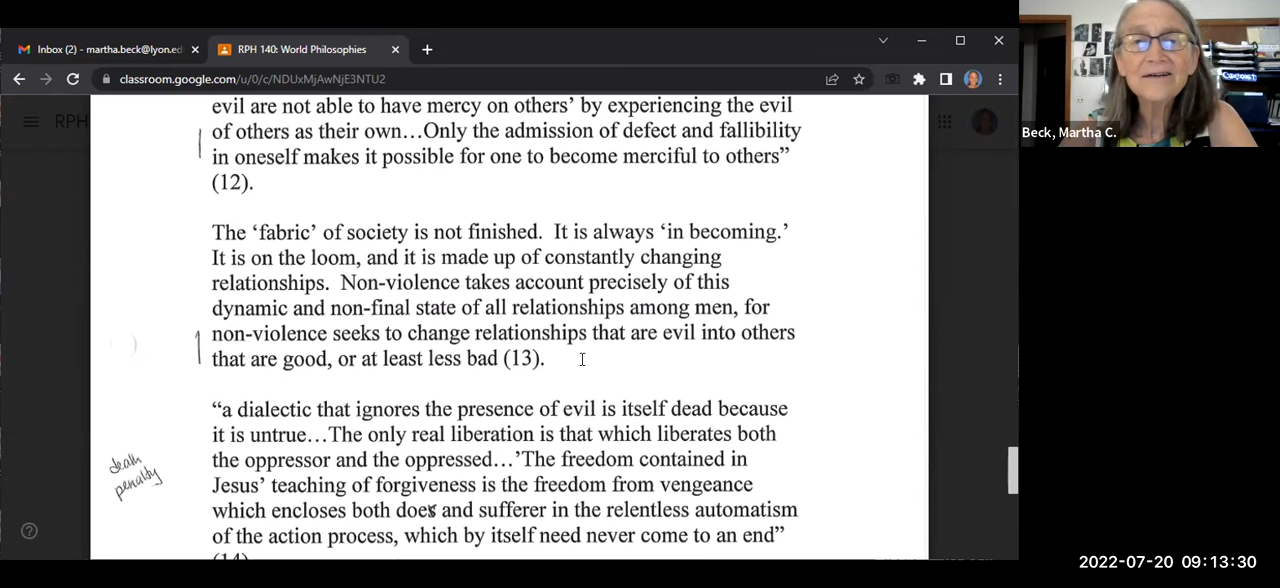 Inbox (2) - martha.beck@lyon.ed
RPH 140: World Philosophies
classroom.google.com/u/0/c/NDUxMjAwNjE3NTU2
RPH
Beck, Martha C.
evil are not able to have mercy on others’ by experiencing the evil
of others as their own…Only the admission of defect and fallibility
in oneself makes it possible for one to become merciful to others”
(12).
The ‘fabric’ of society is not finished. It is always ‘in becoming.’
It is on the loom, and it is made up of constantly changing
relationships. Non-violence takes account precisely of this
dynamic and non-final state of all relationships among men, for
non-violence seeks to change relationships that are evil into others
that are good, or at least less bad (13).
“a dialectic that ignores the presence of evil is itself dead because
it is untrue…The only real liberation is that which liberates both
the oppressor and the oppressed…’The freedom contained in
Jesus’ teaching of forgiveness is the freedom from vengeance
which encloses both does and sufferer in the relentless automatism
of the action process, which by itself need never come to an end”
(14)
death
penalty
2022-07-20 09:13:30